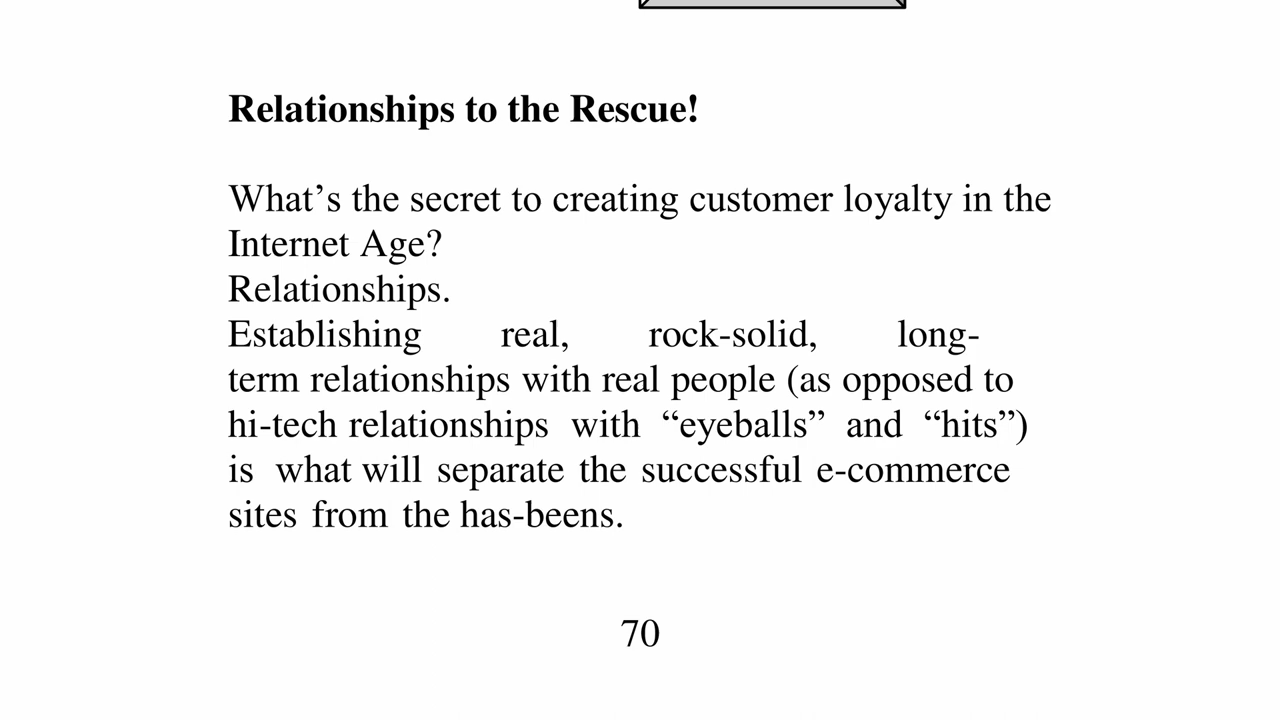 Relationships to the Rescue!
What’s the secret to creating customer loyalty in the
Internet Age?
Relationships.
Establishing real, rock-solid, long-
term relationships with real people (as opposed to
hi-tech relationships with “eyeballs” and “hits”)
is what will separate the successful e-commerce
sites from the has-beens.
70